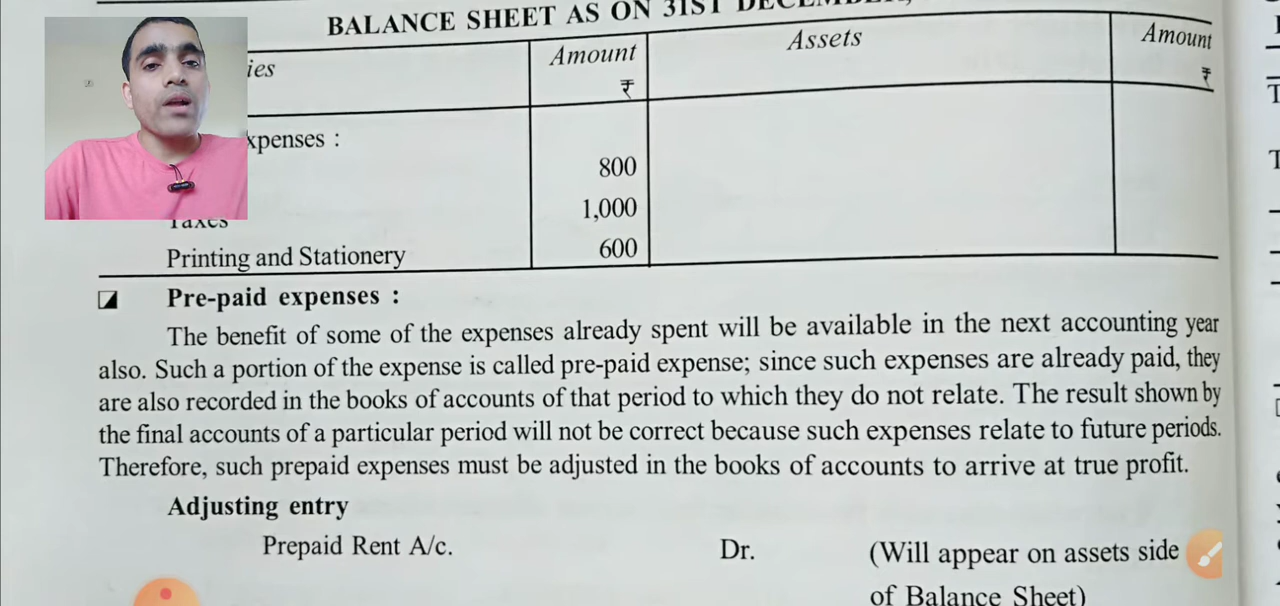 BALANCE SHEET AS ON 31ST
ies Amount Assets Amount
₹ ₹
xpenses :
800
1,000
Taxes
Printing and Stationery 600
Pre-paid expenses :
The benefit of some of the expenses already spent will be available in the next accounting year
also. Such a portion of the expense is called pre-paid expense; since such expenses are already paid, they
are also recorded in the books of accounts of that period to which they do not relate. The result shown by
the final accounts of a particular period will not be correct because such expenses relate to future periods.
Therefore, such prepaid expenses must be adjusted in the books of accounts to arrive at true profit.
Adjusting entry
Prepaid Rent A/c. Dr. (Will appear on assets side
of Balance Sheet)